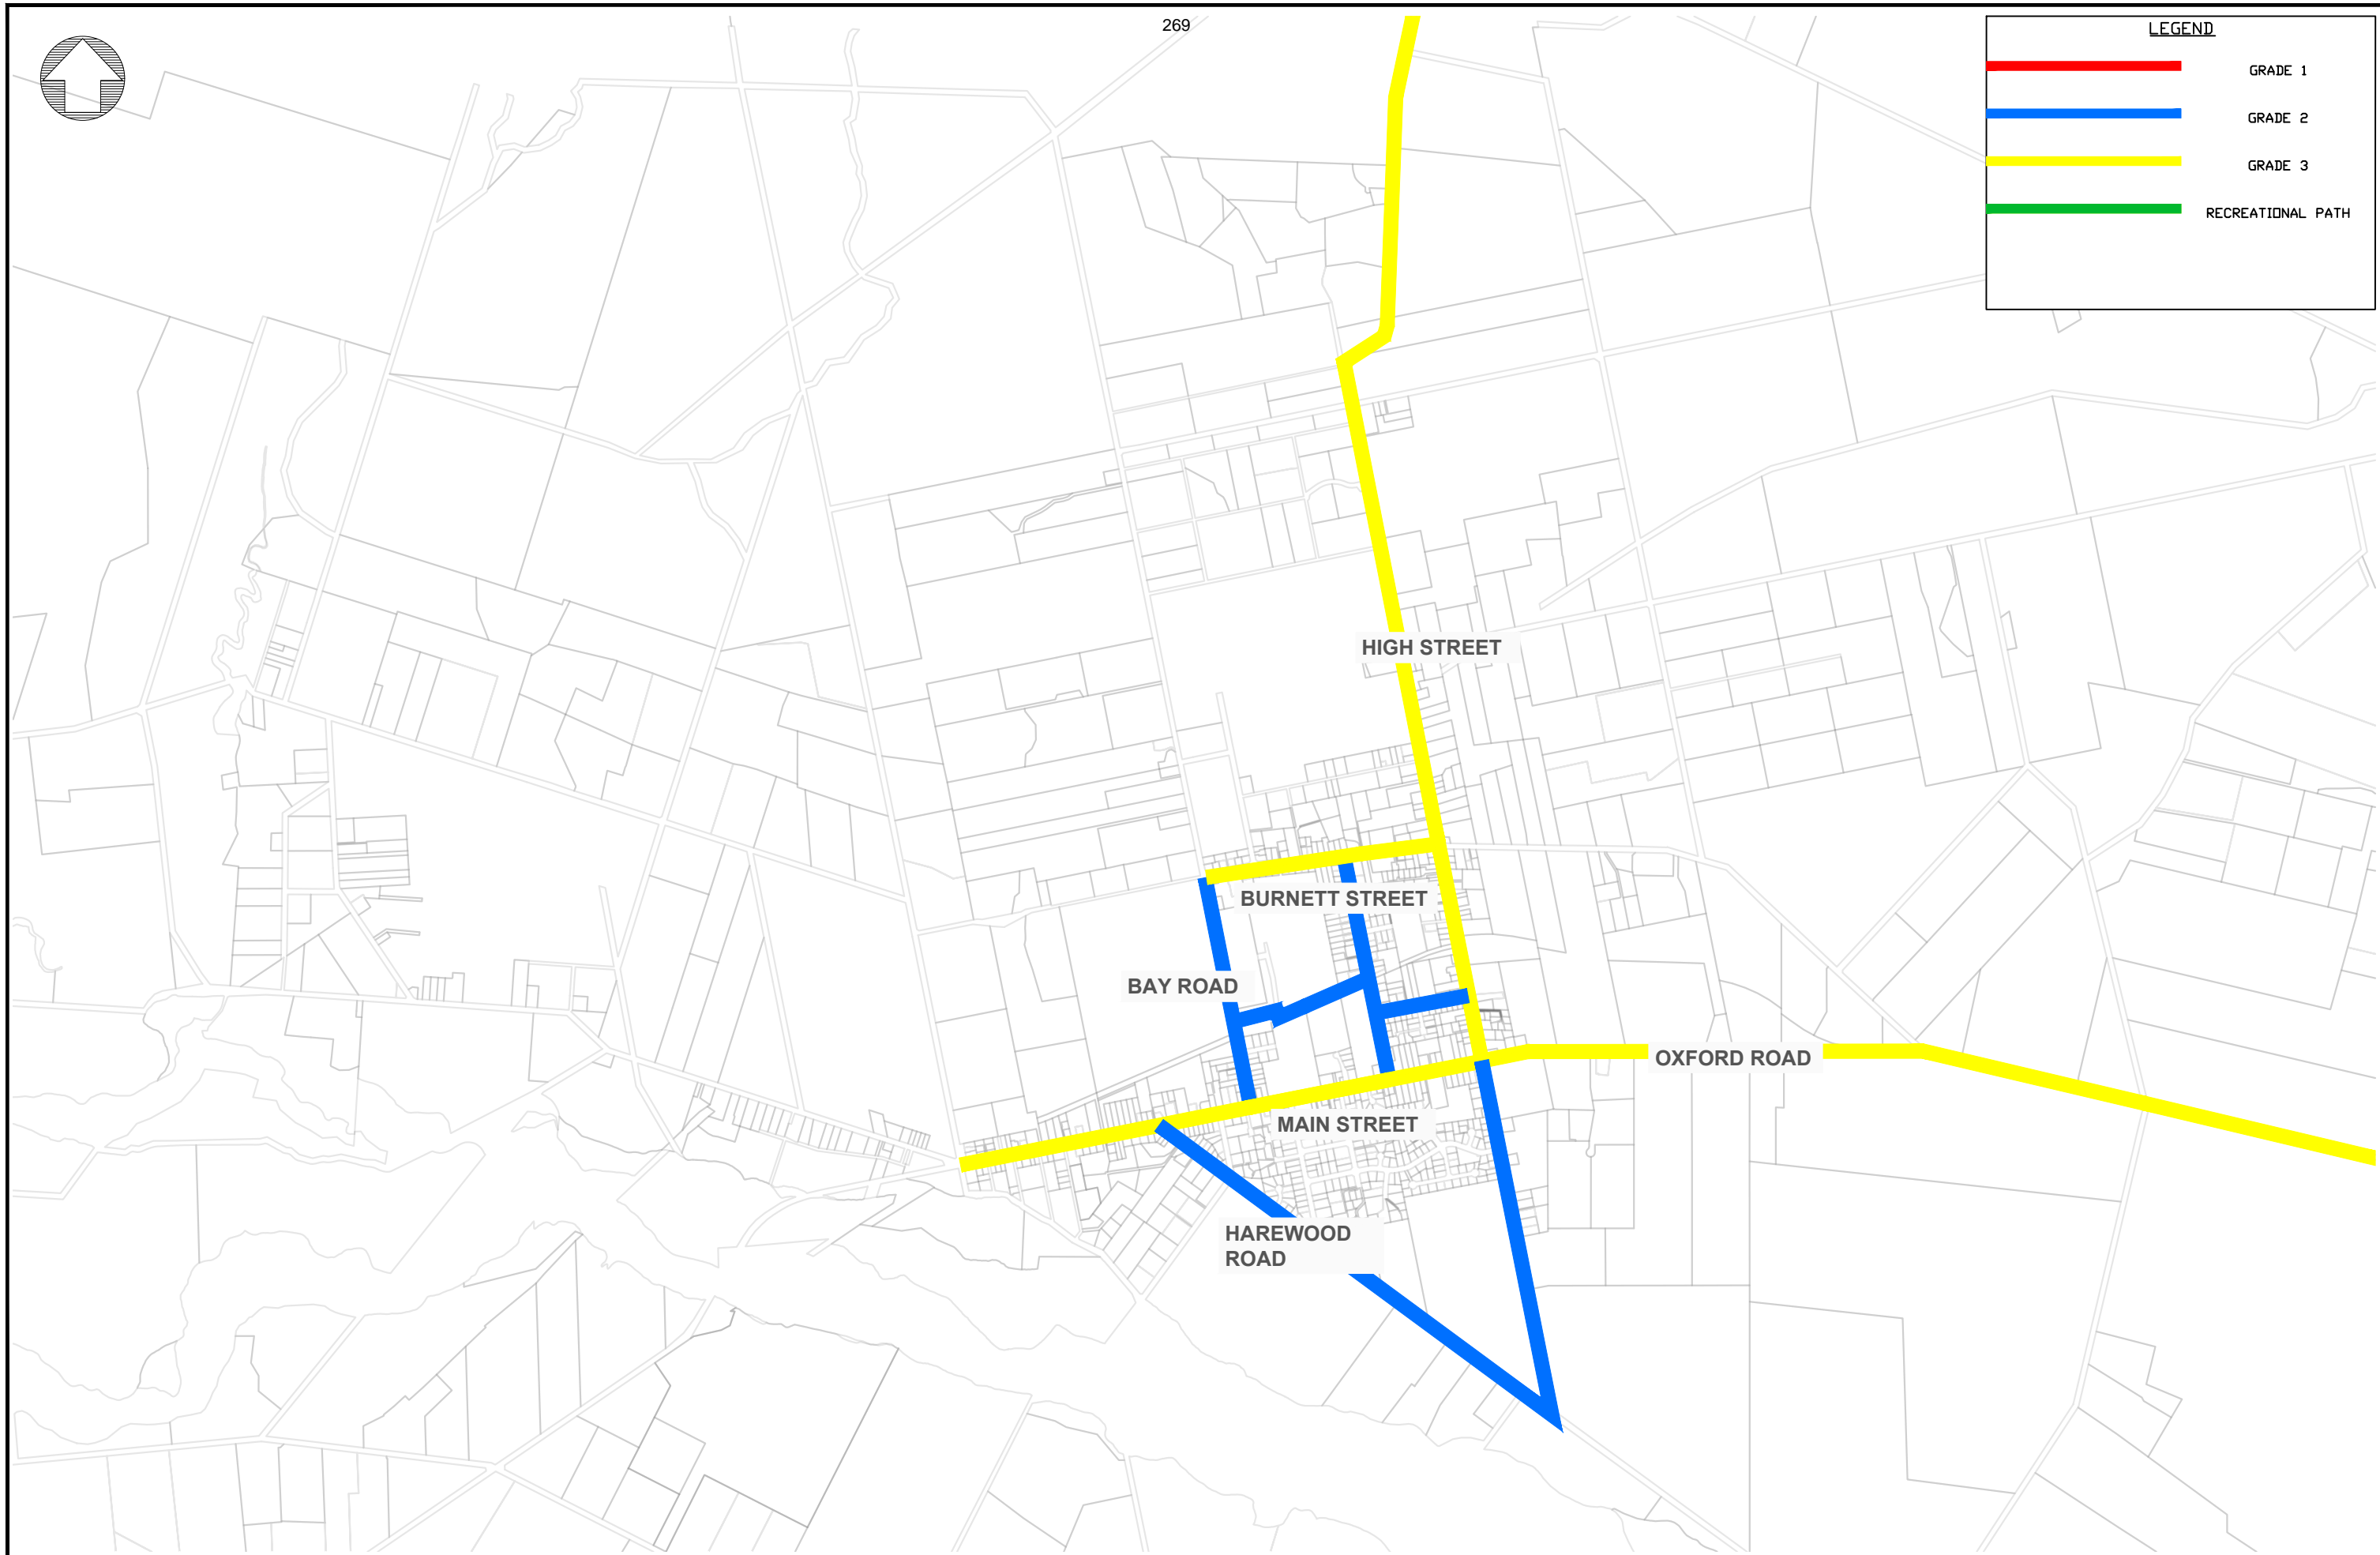 269
LEGEND
GRADE 1
GRADE 2
GRADE 3
RECREATIONAL PATH
HIGH STREET
BURNETT STREET
BAY ROAD
OXFORD ROAD
MAIN STREET
HAREWOOD
ROAD